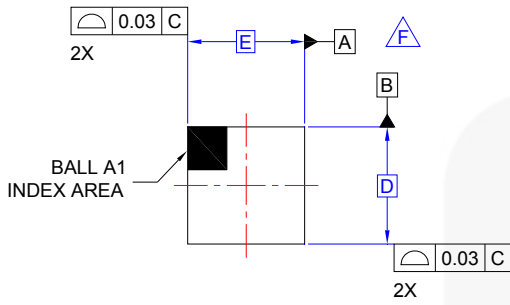 0.03 C
2X
E
A
F
B
BALL A1
INDEX AREA
D
0.03 C
2X